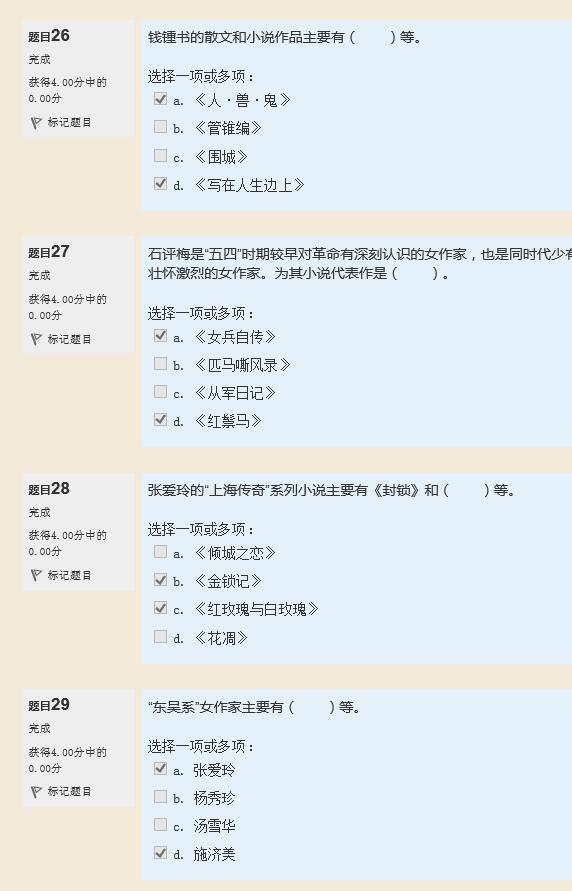 题目26
完成
获得4.00分中的
0.00分
标记题目
钱锺书的散文和小说作品主要有（　　）等。
选择一项或多项：
a. 《人·兽·鬼》
b. 《管锥编》
c. 《围城》
d. 《写在人生边上》
题目27
完成
获得4.00分中的
0.00分
标记题目
石评梅是“五四”时期较早对革命有深刻认识的女作家，也是同时代少有
壮怀激烈的女作家。为其小说代表作是（　　）。
选择一项或多项：
a. 《女兵自传》
b. 《匹马嘶风录》
c. 《从军日记》
d. 《红鬃马》
题目28
完成
获得4.00分中的
0.00分
标记题目
张爱玲的“上海传奇”系列小说主要有《封锁》和（　　）等。
选择一项或多项：
a. 《倾城之恋》
b. 《金锁记》
c. 《红玫瑰与白玫瑰》
d. 《花凋》
题目29
完成
获得4.00分中的
0.00分
标记题目
“东吴系”女作家主要有（　　）等。
选择一项或多项：
a. 张爱玲
b. 杨秀珍
c. 汤雪华
d. 施济美